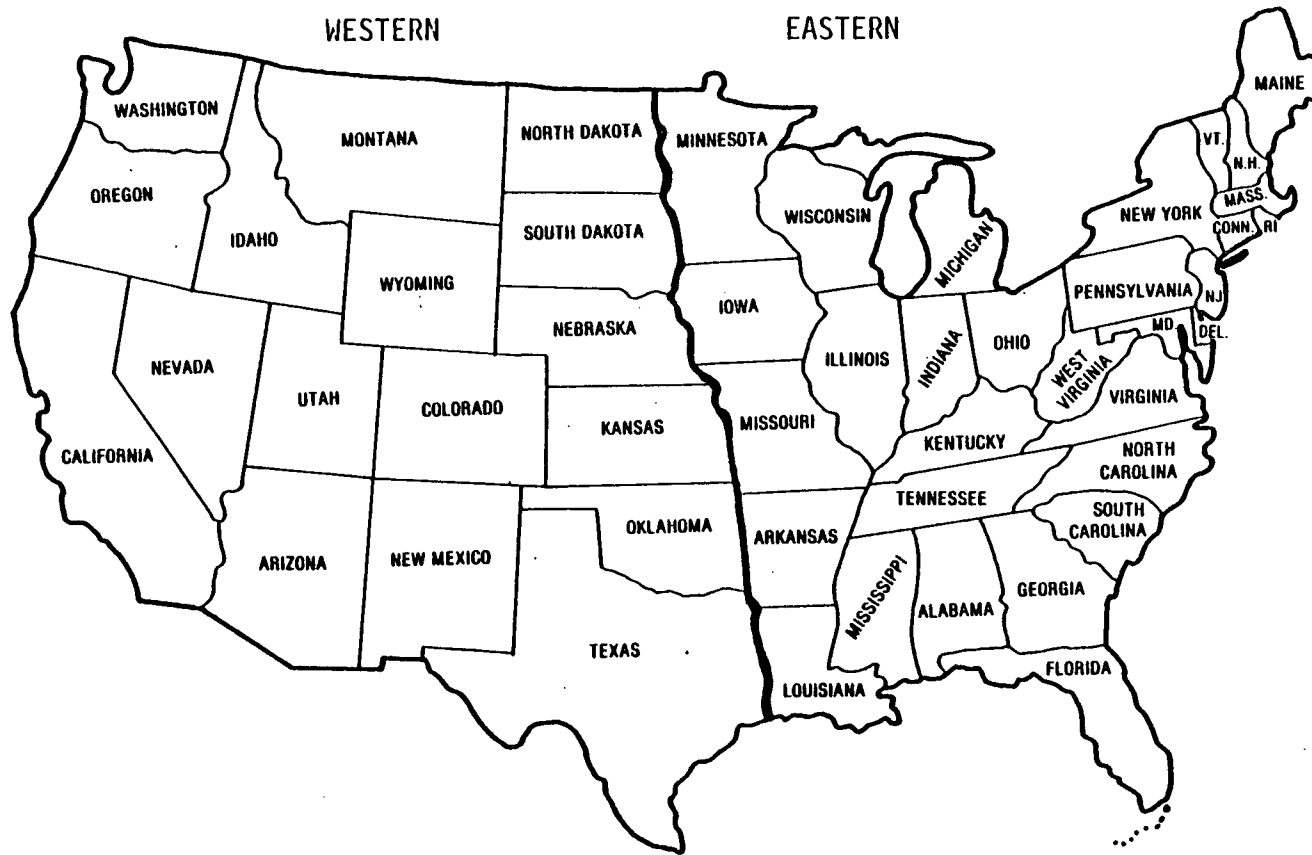 WESTERN
EASTERN
WASHINGTON
OREGON
IDAHO
MONTANA
NORTH DAKOTA
SOUTH DAKOTA
WYOMING
NEBRASKA
NEVADA
UTAH
COLORADO
KANSAS
CALIFORNIA
ARIZONA
NEW MEXICO
OKLAHOMA
TEXAS
MINNESOTA
WISCONSIN
MICHIGAN
IOWA
ILLINOIS
INDIANA
OHIO
MISSOURI
KENTUCKY
WEST
VIRGINIA
VIRGINIA
TENNESSEE
NORTH
CAROLINA
SOUTH
CAROLINA
ARKANSAS
MISSISSIPPI
ALABAMA
GEORGIA
LOUISIANA
FLORIDA
MAINE
VT.
N.H.
MASS.
NEW YORK
CONN.
RI
PENNSYLVANIA
NJ
MD.
DEL.